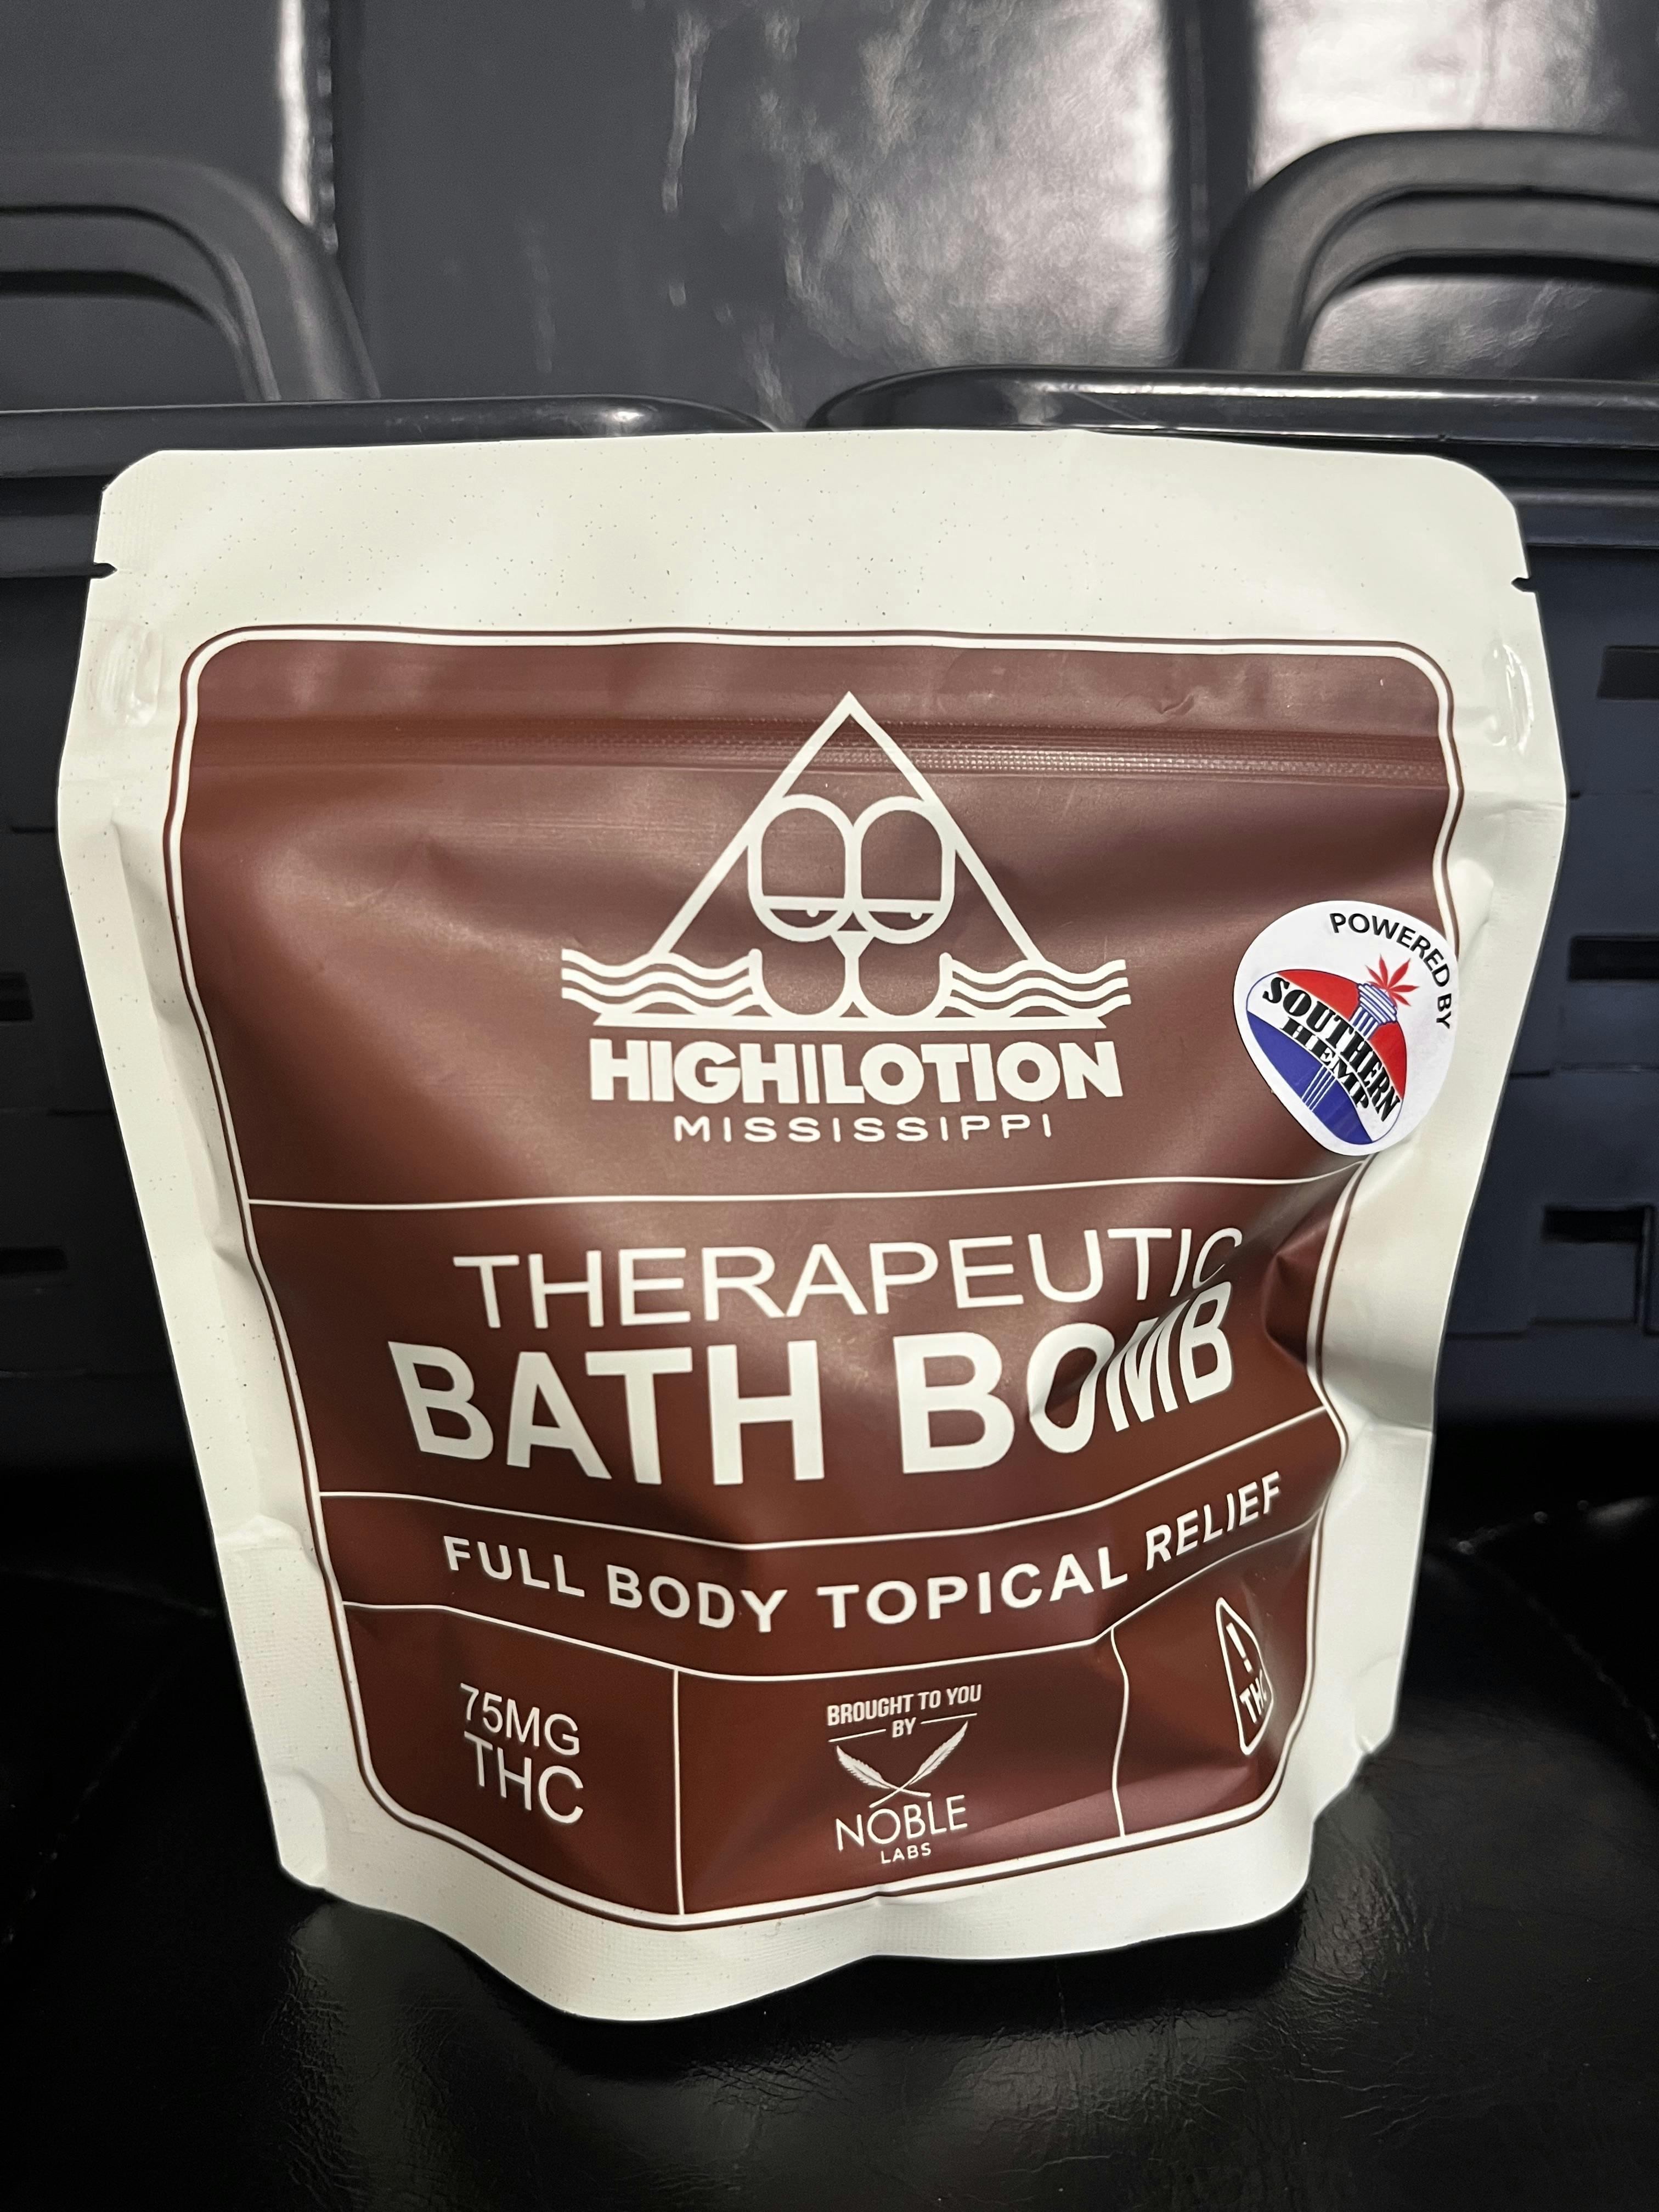 HIGHLOTION
MISSISSIPPI
POWERED BY
SOUTHERN
HEMP
THERAPEUTIC
BATH BOMB
FULL BODY TOPICAL RELIEF
75MG
THC
BROUGHT TO YOU
BY
NOBLE
LABS
!
THC